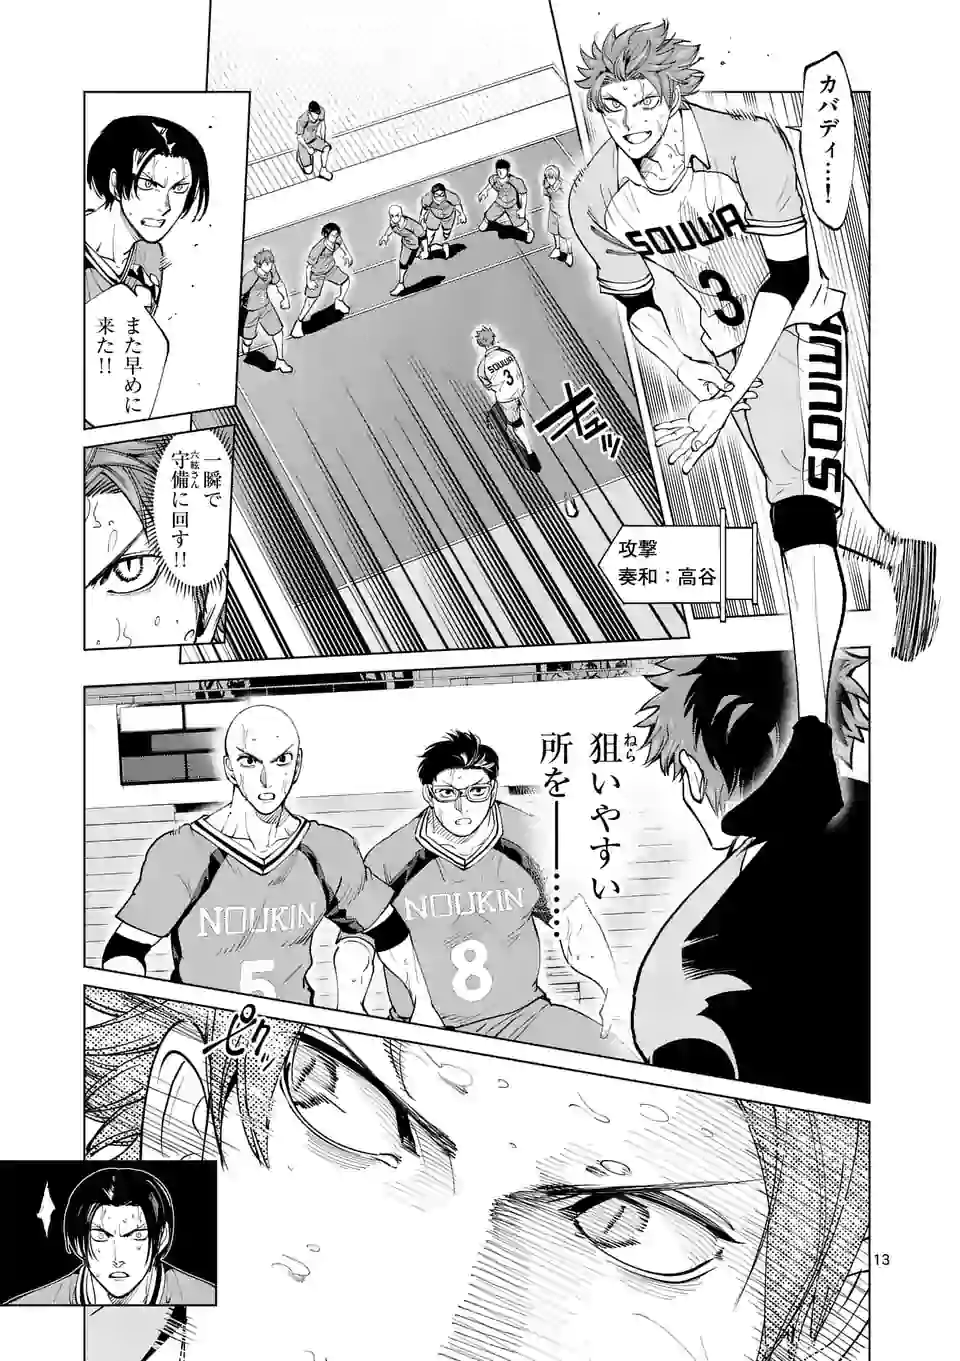 カバディ…!
SOUWA
3
SOUWA
3
キュッ
攻撃
奏和：高谷
また早めに
来た!!
一瞬で
守備に回す!!
六弦さん
狙いやすい
ねら
所を―――……
NOUKIN
5
NOUKIN
8
ピクッ
13